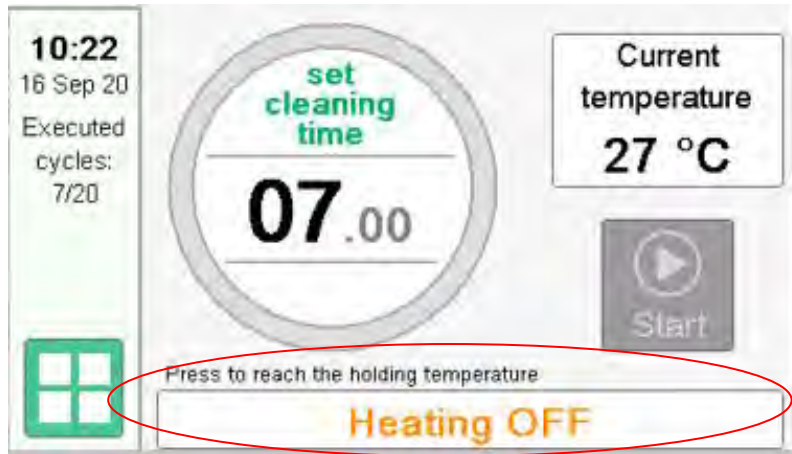 10:22
16 Sep 20
Executed
cycles:
7/20
set
cleaning
time
07.00
Current
temperature
27 °C
Start
Press to reach the holding temperature
Heating OFF